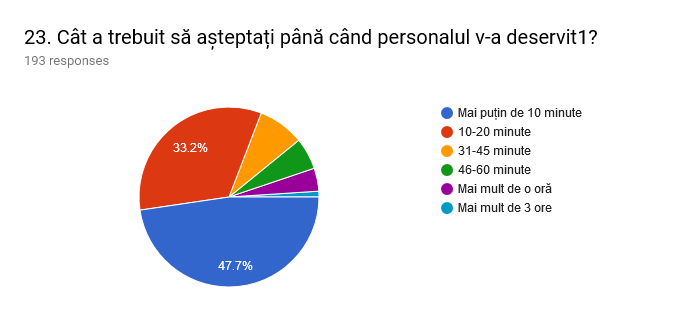 23. Cât a trebuit să așteptați până când personalul v-a deservit1?
193 responses
33.2%
47.7%
Mai puțin de 10 minute
10-20 minute
31-45 minute
46-60 minute
Mai mult de o oră
Mai mult de 3 ore